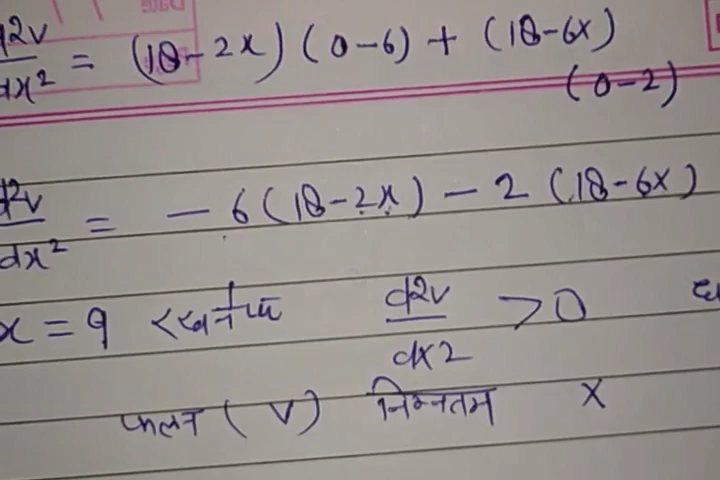 d2v/dx2 = (18-2x) (0-6) + (18-6x)
(0-2)
d2v/dx2 = - 6(18-2x) - 2 (18-6x)
x = 9 रखने पर d2v/dx2 > 0
फलन ( V ) निम्नतम X